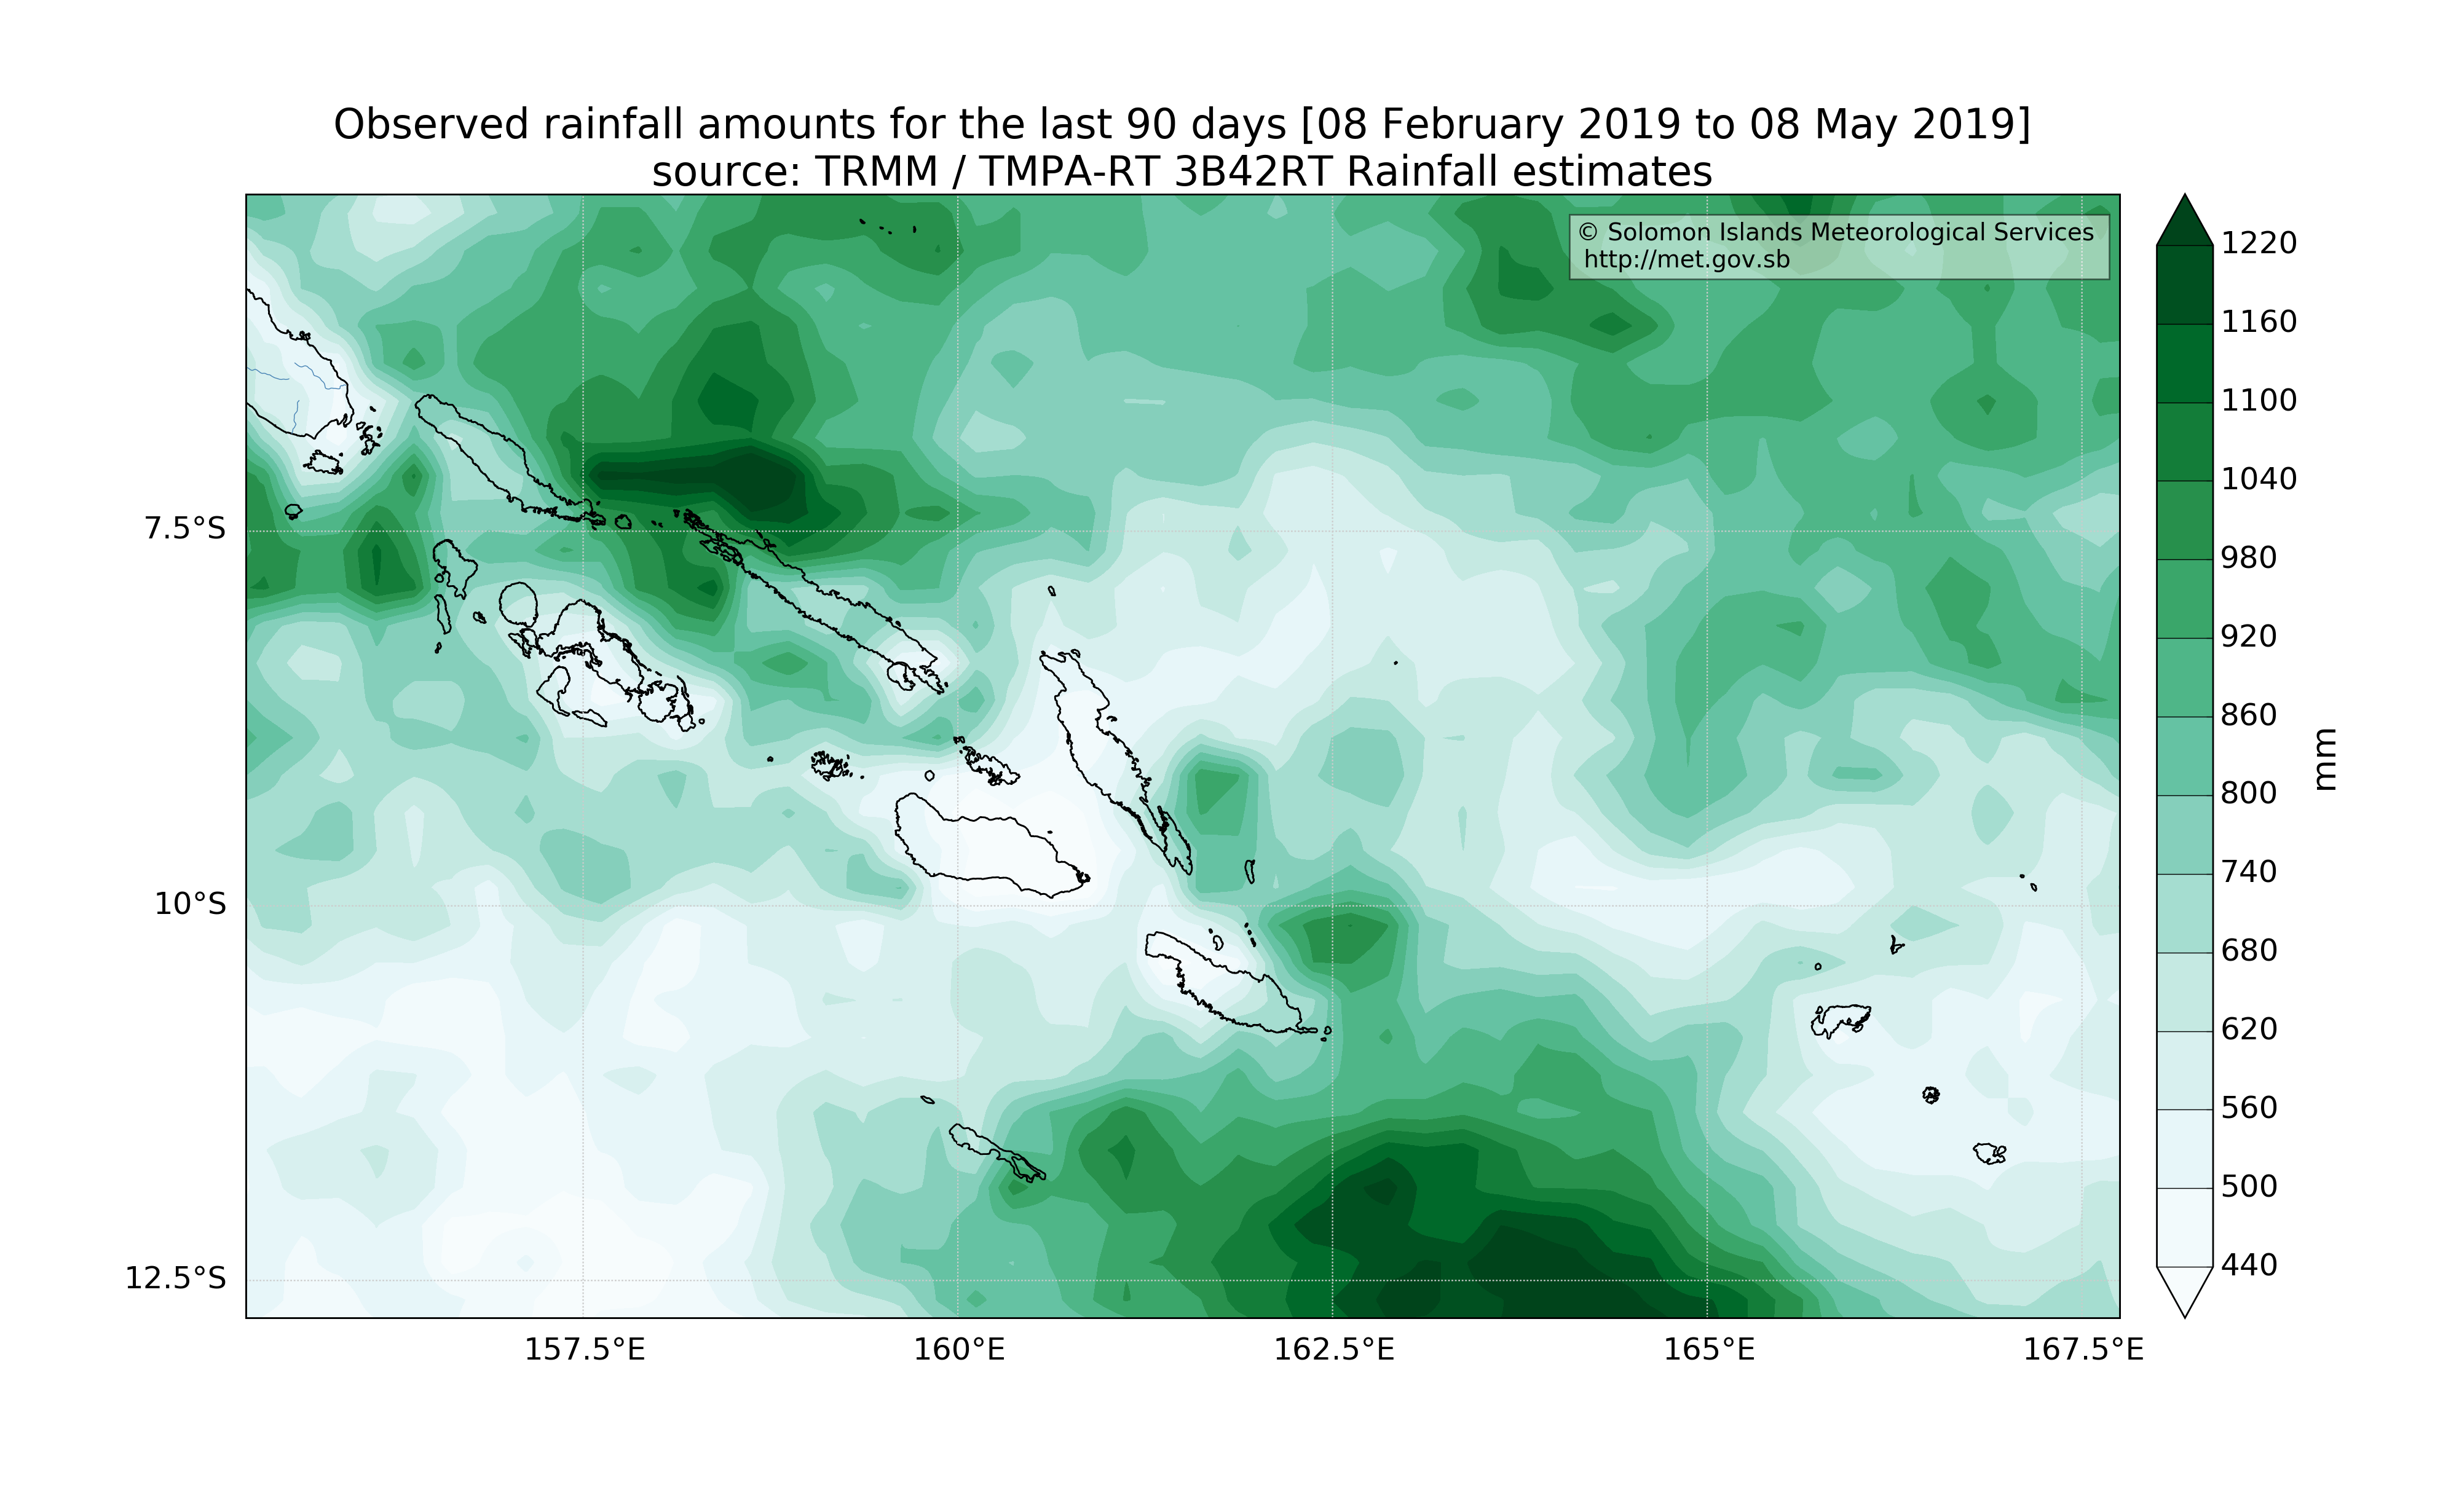 Observed rainfall amounts for the last 90 days [08 February 2019 to 08 May 2019]
source: TRMM / TMPA-RT 3B42RT Rainfall estimates
© Solomon Islands Meteorological Services
http://met.gov.sb
7.5°S
10°S
12.5°S
157.5°E
160°E
162.5°E
165°E
167.5°E
1220
1160
1100
1040
980
920
860
800
740
680
620
560
500
440
mm